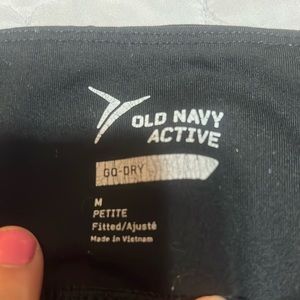 OLD NAVY
ACTIVE
GO-DRY
M
PETITE
Fitted/Ajusté
Made in Vietnam